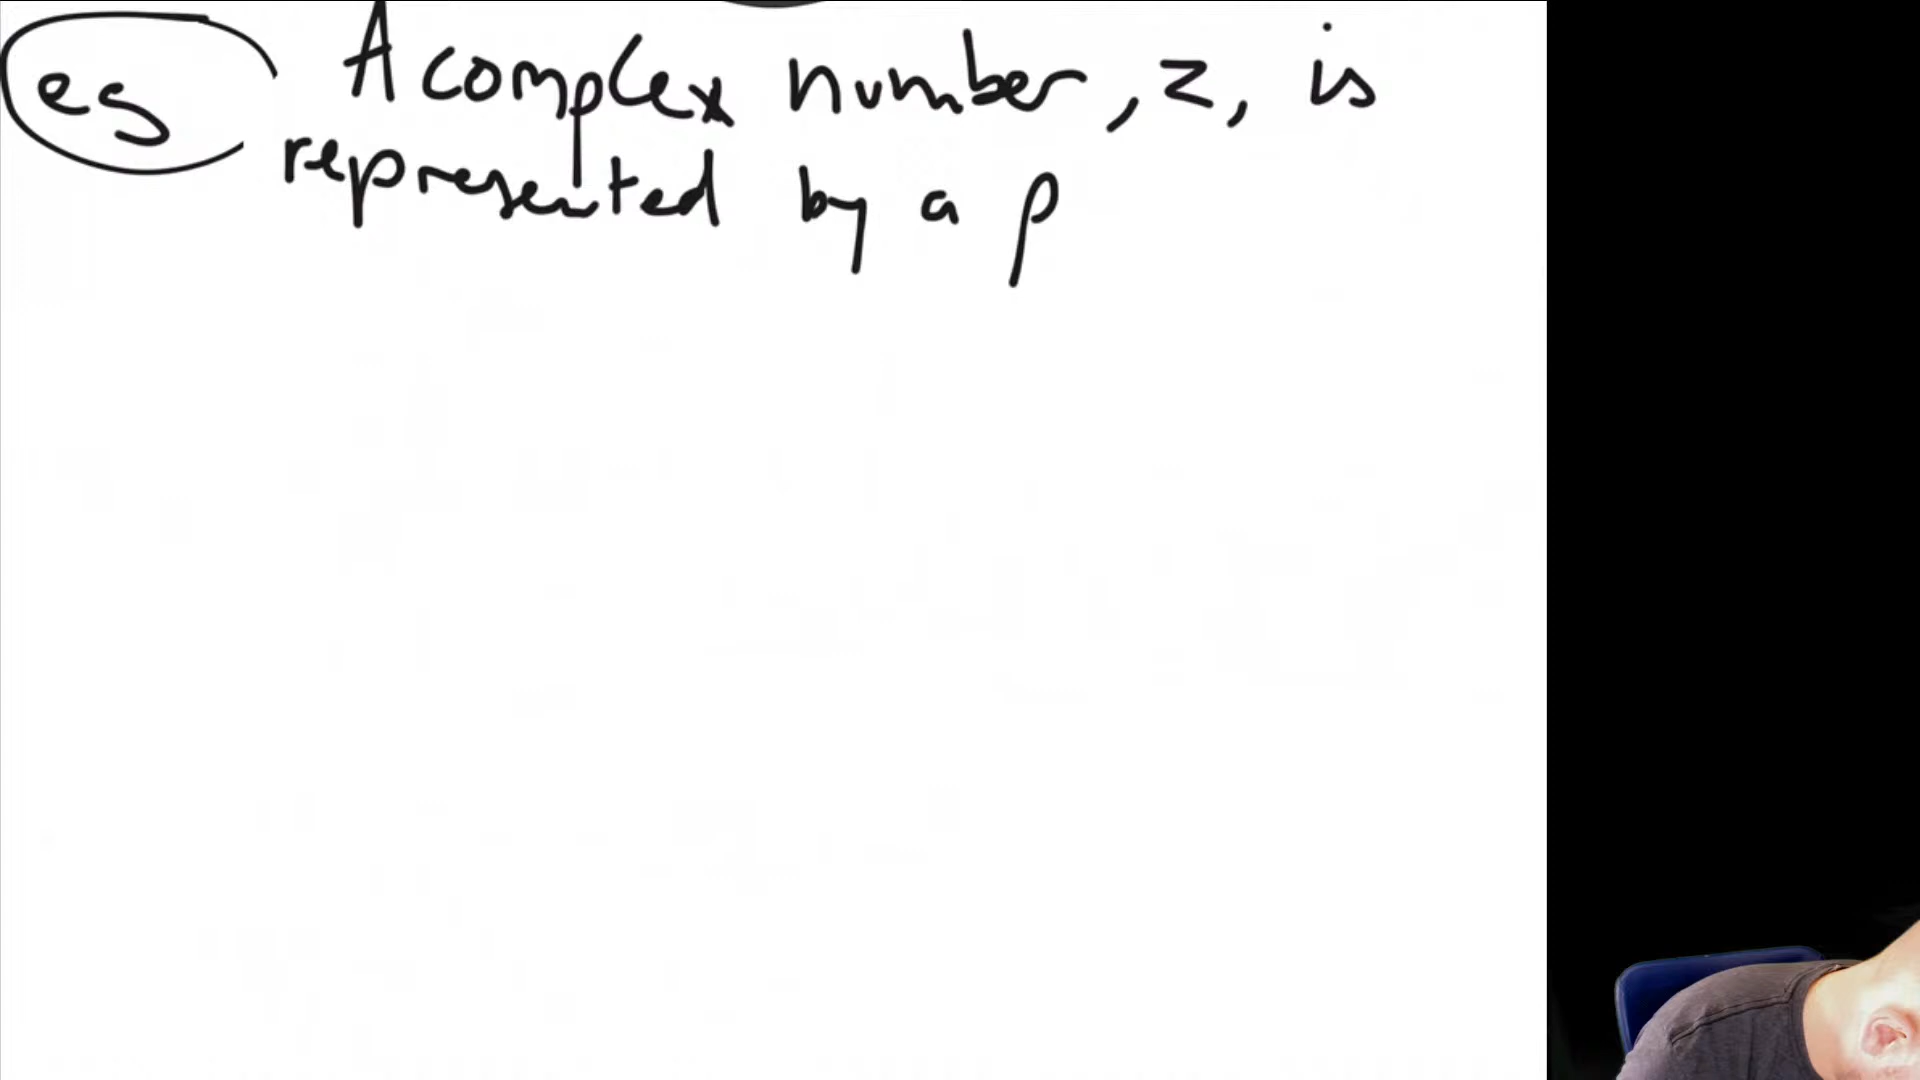 eg A complex number, z, is
represented by a p